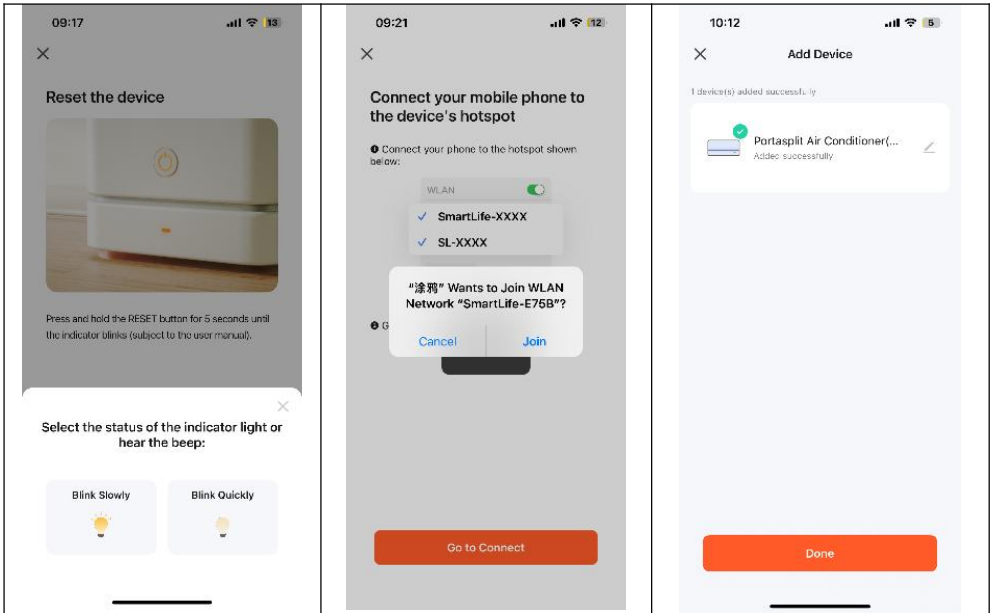 09:17
13
Reset the device
Press and hold the RESET button for 5 seconds until
the indicator blinks (subject to the user manual).
Select the status of the indicator light or
hear the beep:
Blink Slowly
Blink Quickly
09:21
12
Connect your mobile phone to
the device's hotspot
1 Connect your phone to the hotspot shown
below:
WLAN
SmartLife-XXXX
SL-XXXX
"涂鸦" Wants to Join WLAN
Network "SmartLife-E75B"?
2 G
Cancel
Join
Go to Connect
10:12
5
Add Device
1 device(s) added successfully
Portasplit Air Conditioner(...
Added successfully
Done